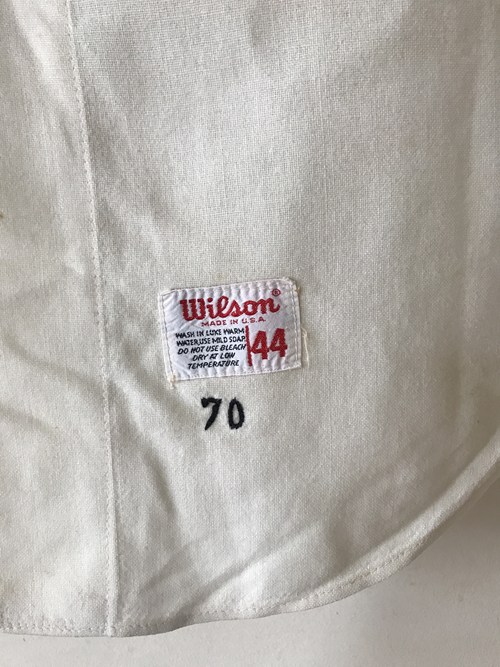 Wilson®
MADE IN U.S.A.
WASH IN LUKE WARM
WATER, USE MILD SOAP.
DO NOT USE BLEACH
DRY AT LOW
TEMPERATURE
44
70